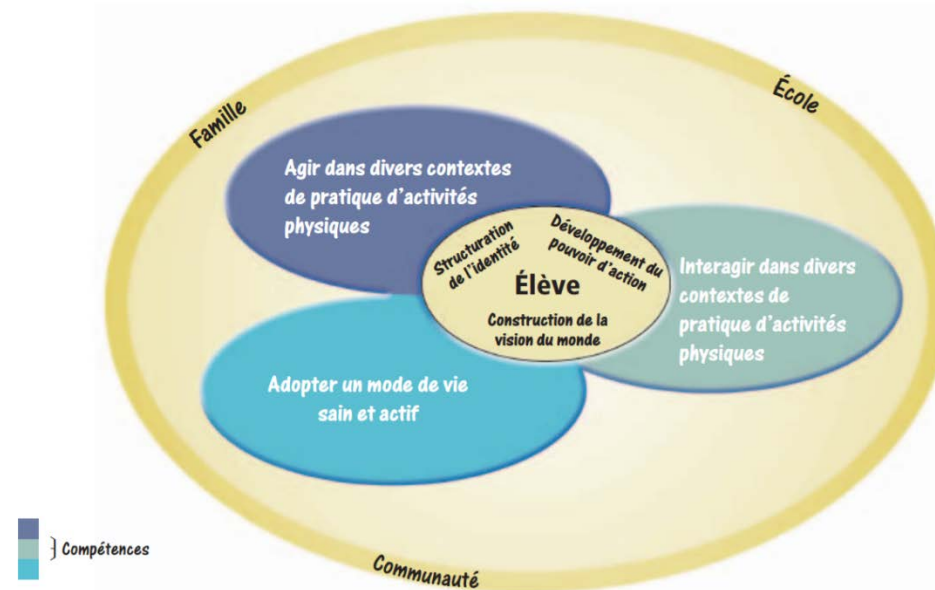 Famille
École
Agir dans divers contextes
de pratique d'activités
physiques
Structuration
de l'identité
Développement du
pouvoir d'action
Élève
Construction de la
vision du monde
Interagir dans divers
contextes de
pratique d'activités
physiques
Adopter un mode de vie
sain et actif
Compétences
Communauté